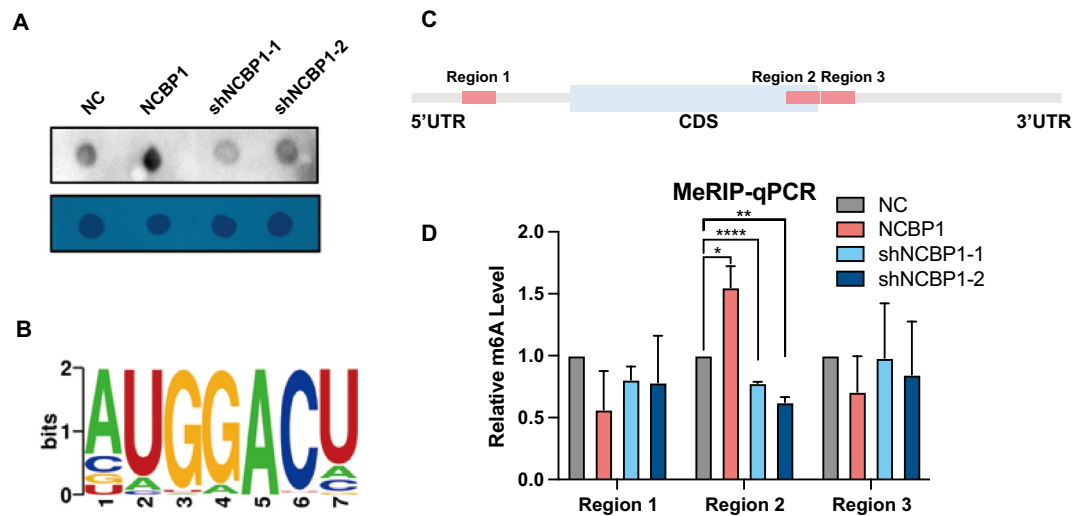 A
NC
NCBP1
shNCBP1-1
shNCBP1-2
B
2
1
0
bits
A
C
G
U
U
A
C
G
G
A
A
C
U
A
C
1 2 3 4 5 6 7
C
Region 1
Region 2 Region 3
5'UTR
CDS
3'UTR
D
MeRIP-qPCR
NC
NCBP1
shNCBP1-1
shNCBP1-2
Relative m6A Level
2.0
1.5
1.0
0.5
0.0
**
****
*
Region 1 Region 2 Region 3